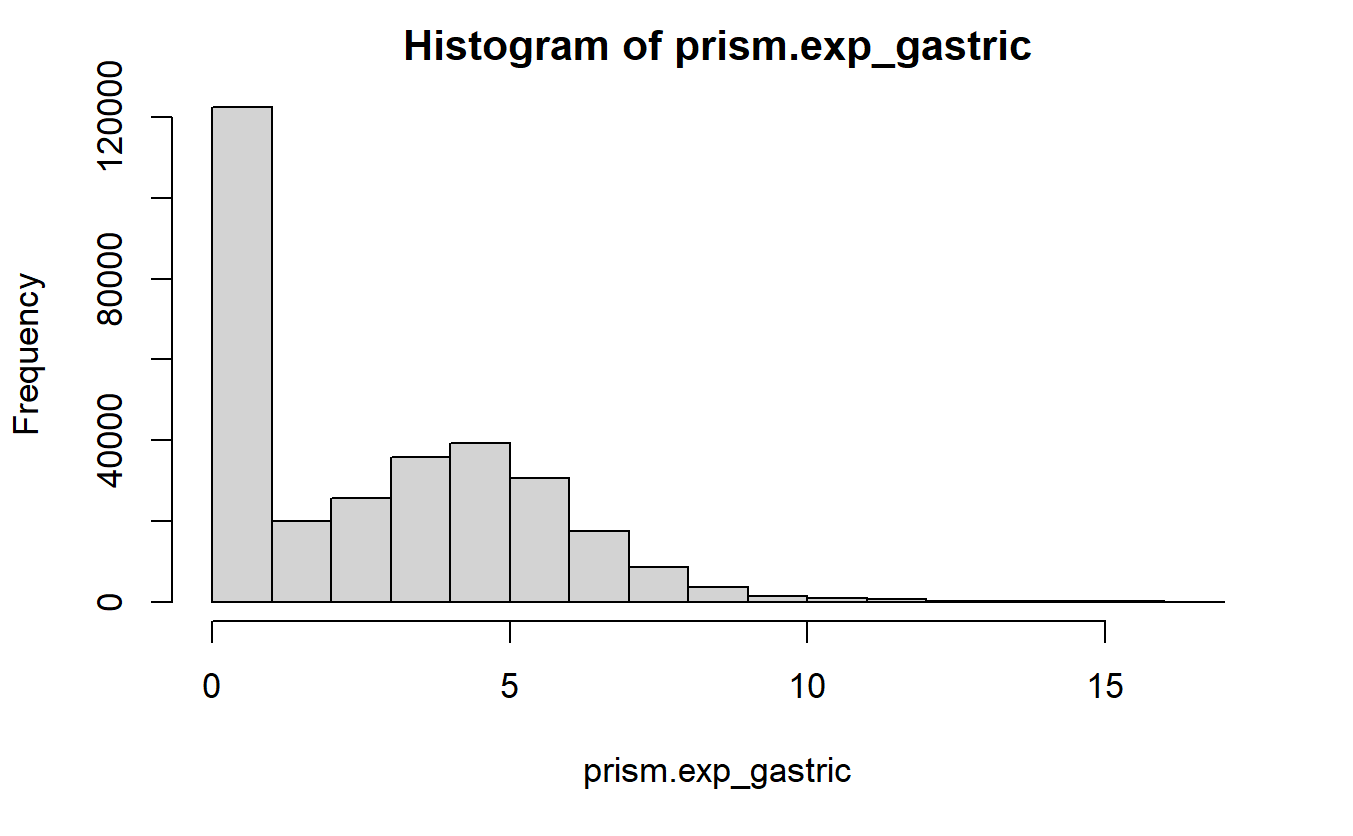 Histogram of prism.exp_gastric
Frequency
120000
80000
40000
0
0 5 10 15
prism.exp_gastric